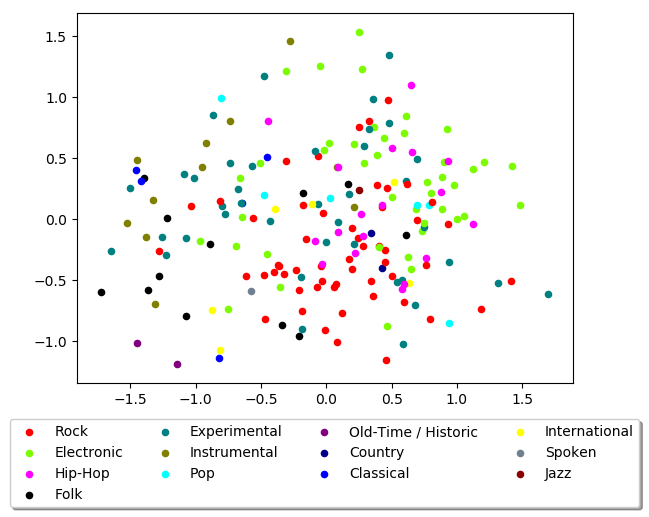 1.5
1.0
0.5
0.0
−0.5
−1.0
−1.5 −1.0 −0.5 0.0 0.5 1.0 1.5
Rock Experimental Old-Time / Historic International
Electronic Instrumental Country Spoken
Hip-Hop Pop Classical Jazz
Folk